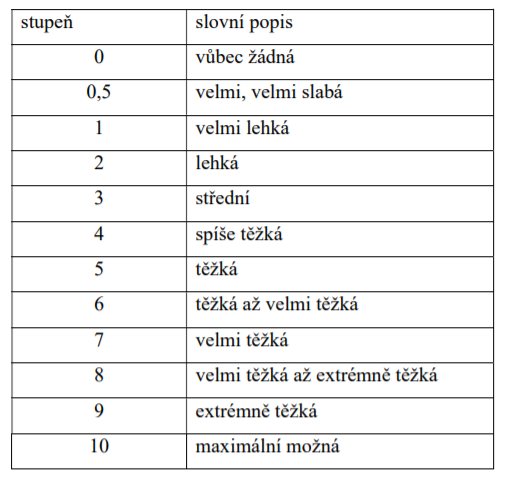 stupeň slovní popis
0 vůbec žádná
0,5 velmi, velmi slabá
1 velmi lehká
2 lehká
3 střední
4 spíše těžká
5 těžká
6 těžká až velmi těžká
7 velmi těžká
8 velmi těžká až extrémně těžká
9 extrémně těžká
10 maximální možná